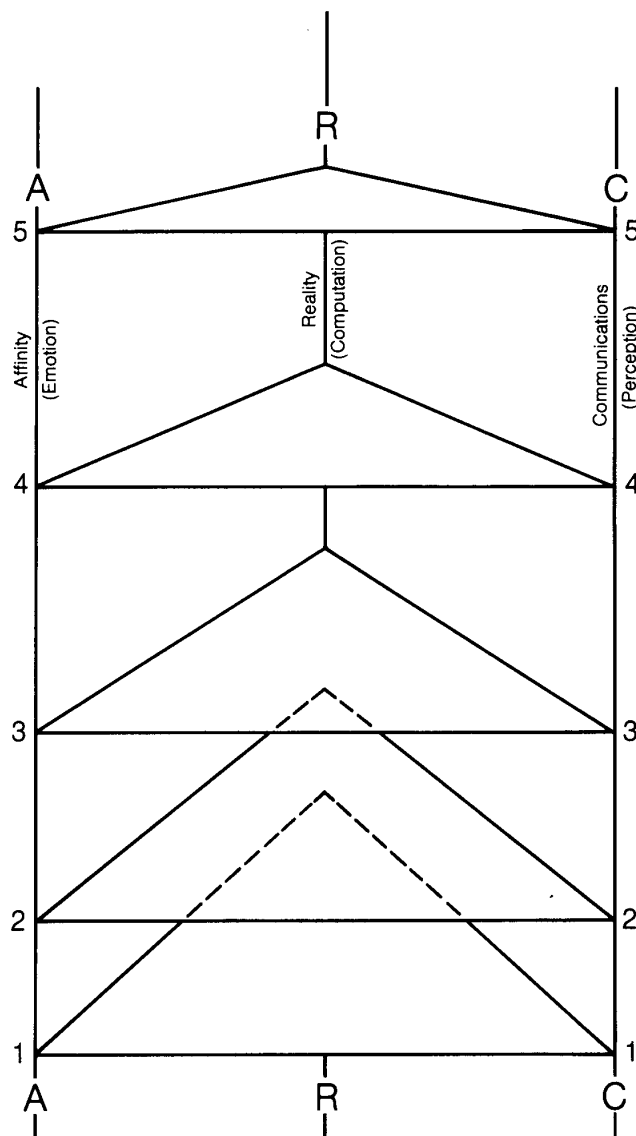 R
A
C
5
5
Affinity
(Emotion)
Reality
(Computation)
Communications
(Perception)
4
4
3
3
2
2
1
1
A
R
C